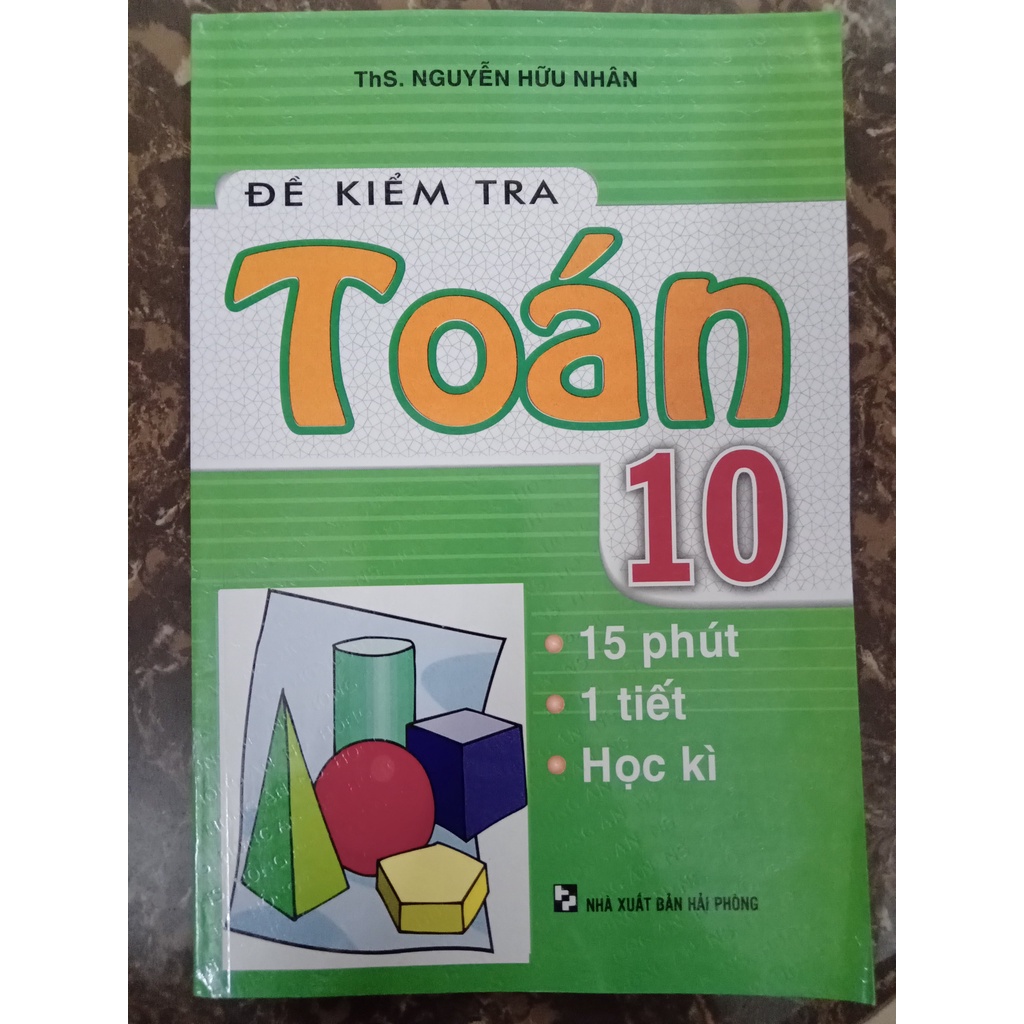 ThS. NGUYỄN HỮU NHÂN
ĐỀ KIỂM TRA
Toán
10
15 phút
1 tiết
Học kì
NHÀ XUẤT BẢN HẢI PHÒNG